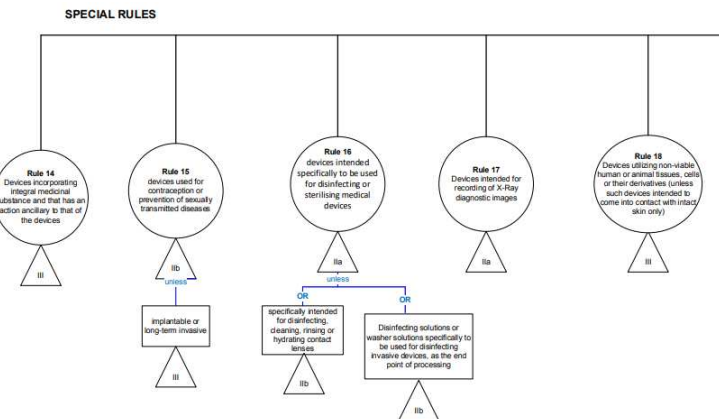 SPECIAL RULES
Rule 14
Devices incorporating
integral medicinal
substance and that has an
action ancillary to that of
the devices
III
Rule 15
devices used for
contraception or
prevention of sexually
transmitted diseases
IIb
unless
implantable or
long-term invasive
III
Rule 16
devices intended
specifically to be used
for disinfecting or
sterilising medical
devices
IIa
unless
OR
specifically intended
for disinfecting,
cleaning, rinsing or
hydrating contact
lenses
IIb
OR
Disinfecting solutions or
washer solutions specifically to
be used for disinfecting
invasive devices, as the end
point of processing
IIb
Rule 17
Devices intended for
recording of X-Ray
diagnostic images
IIa
Rule 18
Devices utilizing non-viable
human or animal tissues, cells
or their derivatives (unless
such devices intended to
come into contact with intact
skin only)
III